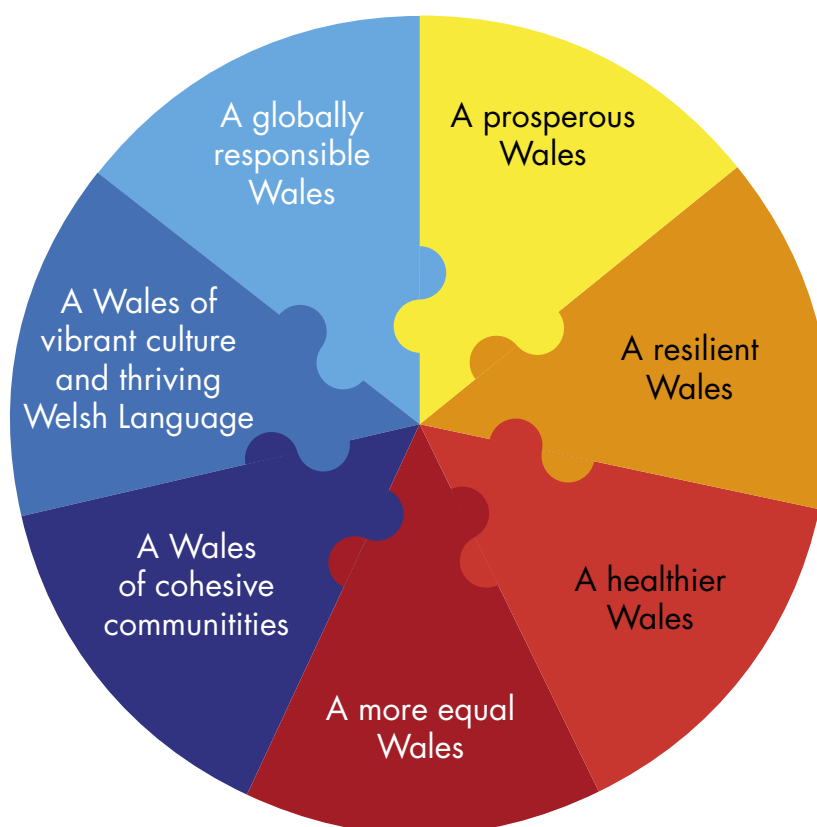 A prosperous
Wales
A resilient
Wales
A healthier
Wales
A more equal
Wales
A Wales
of cohesive
communitities
A Wales of
vibrant culture
and thriving
Welsh Language
A globally
responsible
Wales